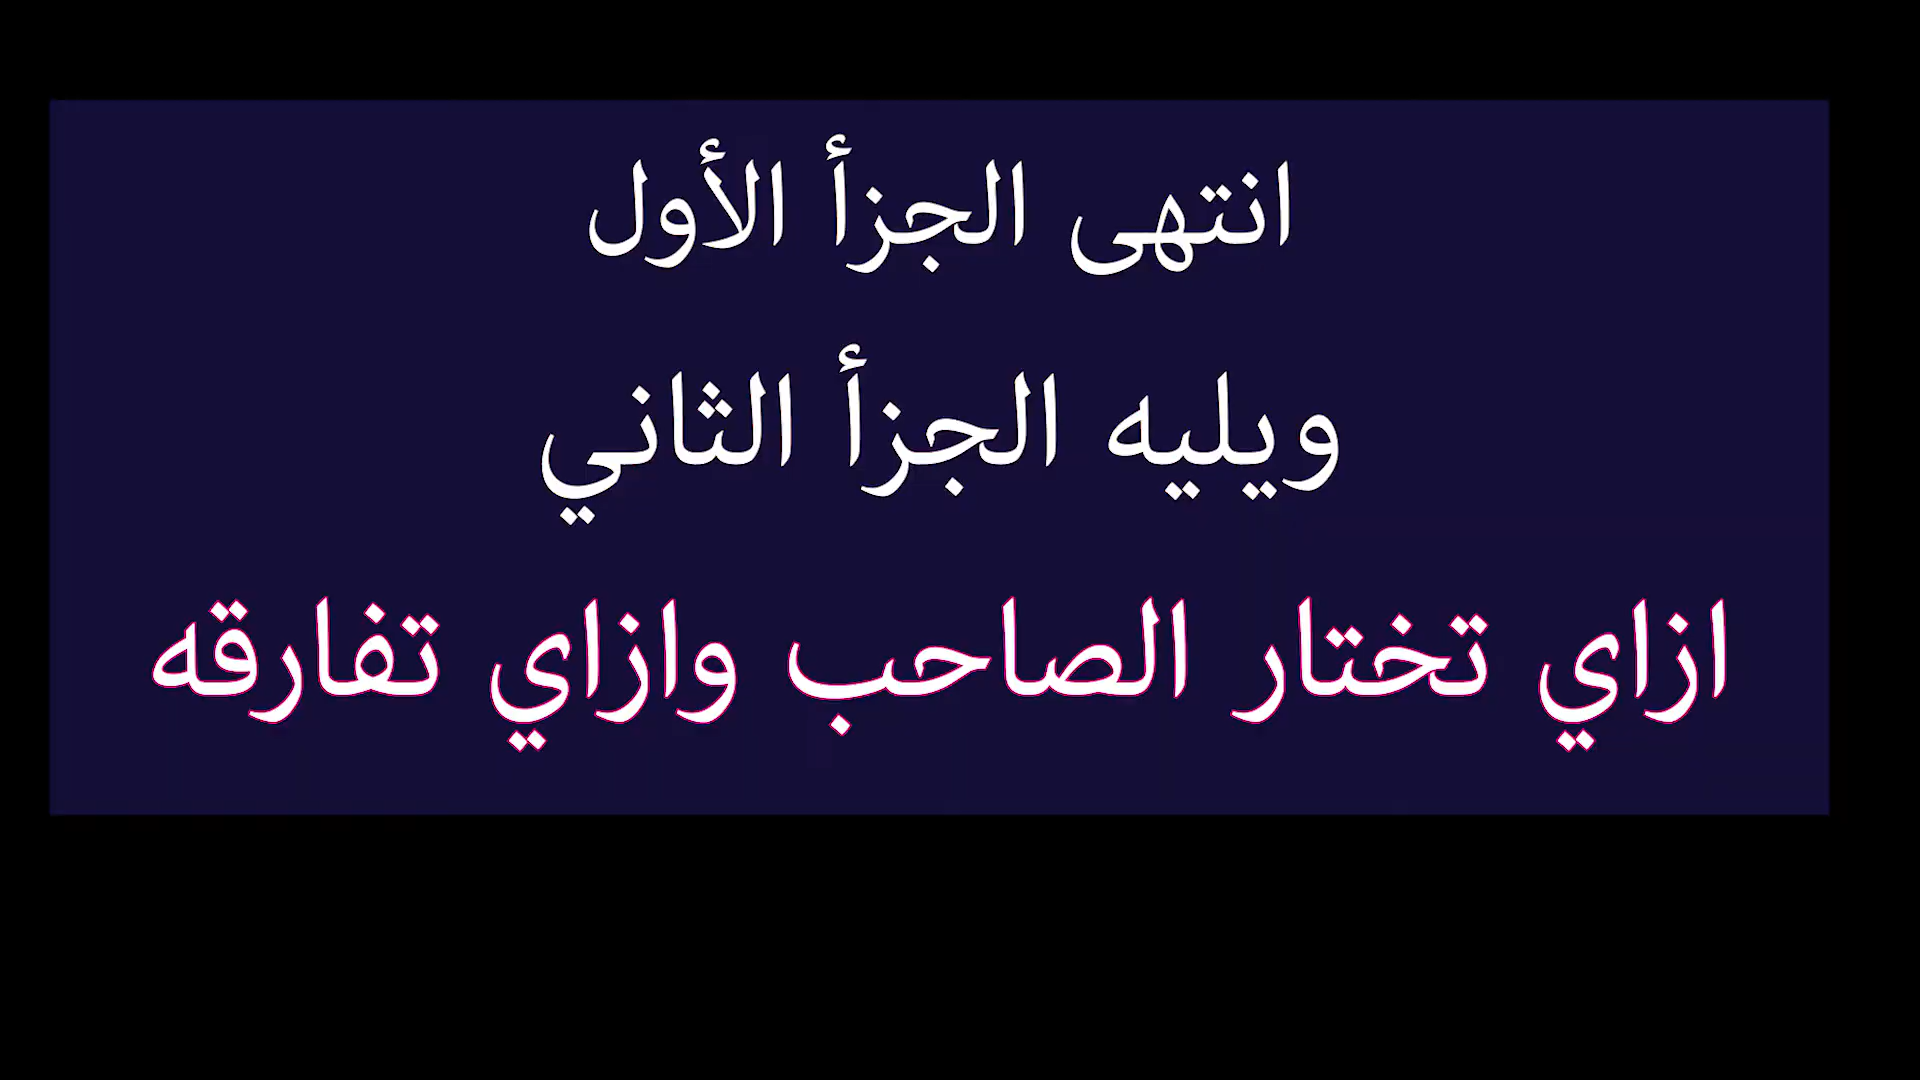 انتهى الجزأ الأول
ويليه الجزأ الثاني
ازاي تختار الصاحب وازاي تفارقه